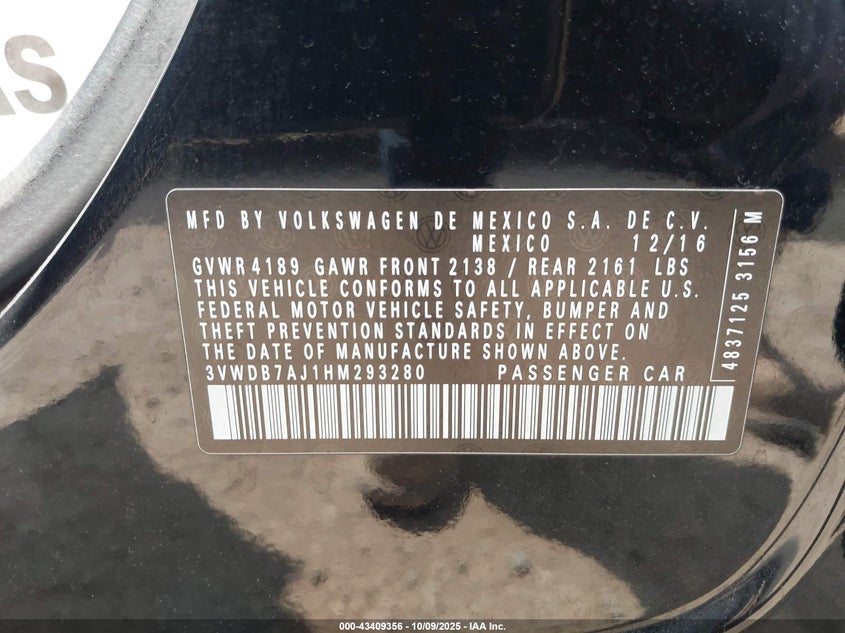 AS
MFD BY VOLKSWAGEN DE MEXICO S.A. DE C.V.
MEXICO 12/16
GVWR 4189 GAWR FRONT 2138 / REAR 2161 LBS
THIS VEHICLE CONFORMS TO ALL APPLICABLE U.S.
FEDERAL MOTOR VEHICLE SAFETY, BUMPER AND
THEFT PREVENTION STANDARDS IN EFFECT ON
THE DATE OF MANUFACTURE SHOWN ABOVE.
3VWDB7AJ1HM293280 PASSENGER CAR
4837125 3156 M
000-43409356 - 10/09/2025 - IAA Inc.